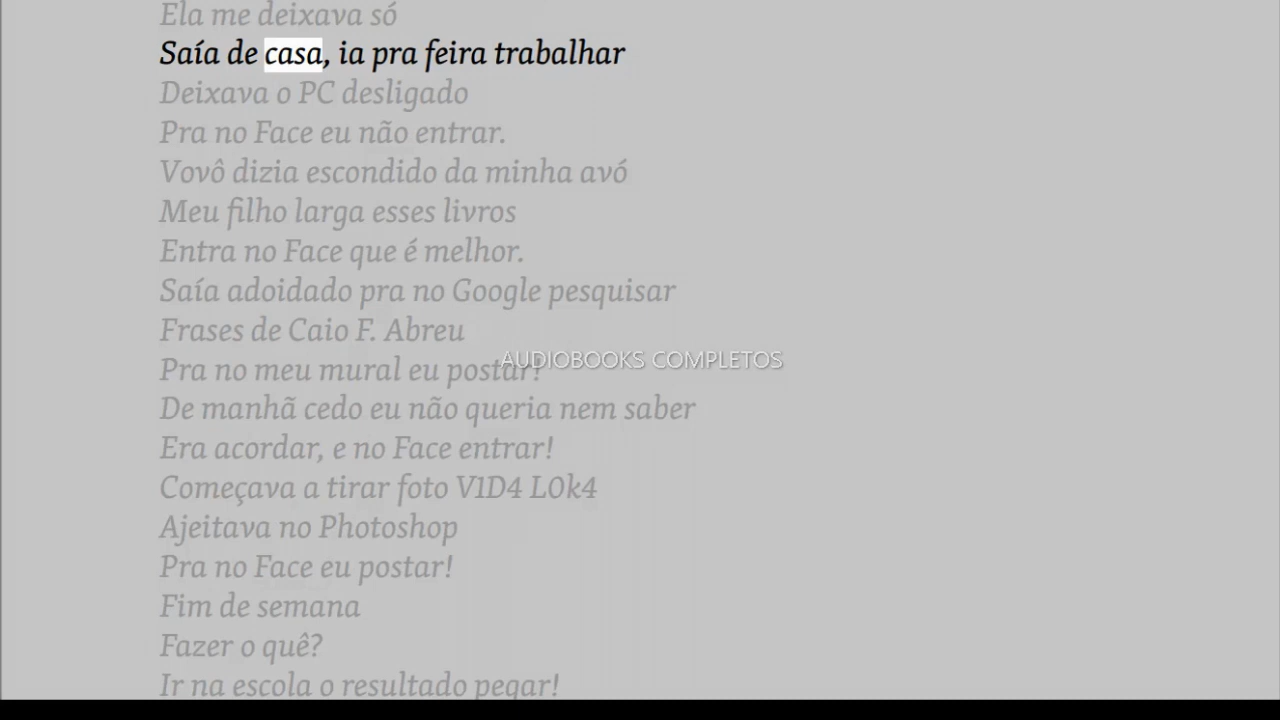 Ela me deixava só
Saía de casa, ia pra feira trabalhar
Deixava o PC desligado
Pra no Face eu não entrar.
Vovô dizia escondido da minha avó
Meu filho larga esses livros
Entra no Face que é melhor.
Saía adoidado pra no Google pesquisar
Frases de Caio F. Abreu
AUDIOBOOKS COMPLETOS
Pra no meu mural eu postar!
De manhã cedo eu não queria nem saber
Era acordar, e no Face entrar!
Começava a tirar foto V1D4 L0k4
Ajeitava no Photoshop
Pra no Face eu postar!
Fim de semana
Fazer o quê?
Ir na escola o resultado pegar!